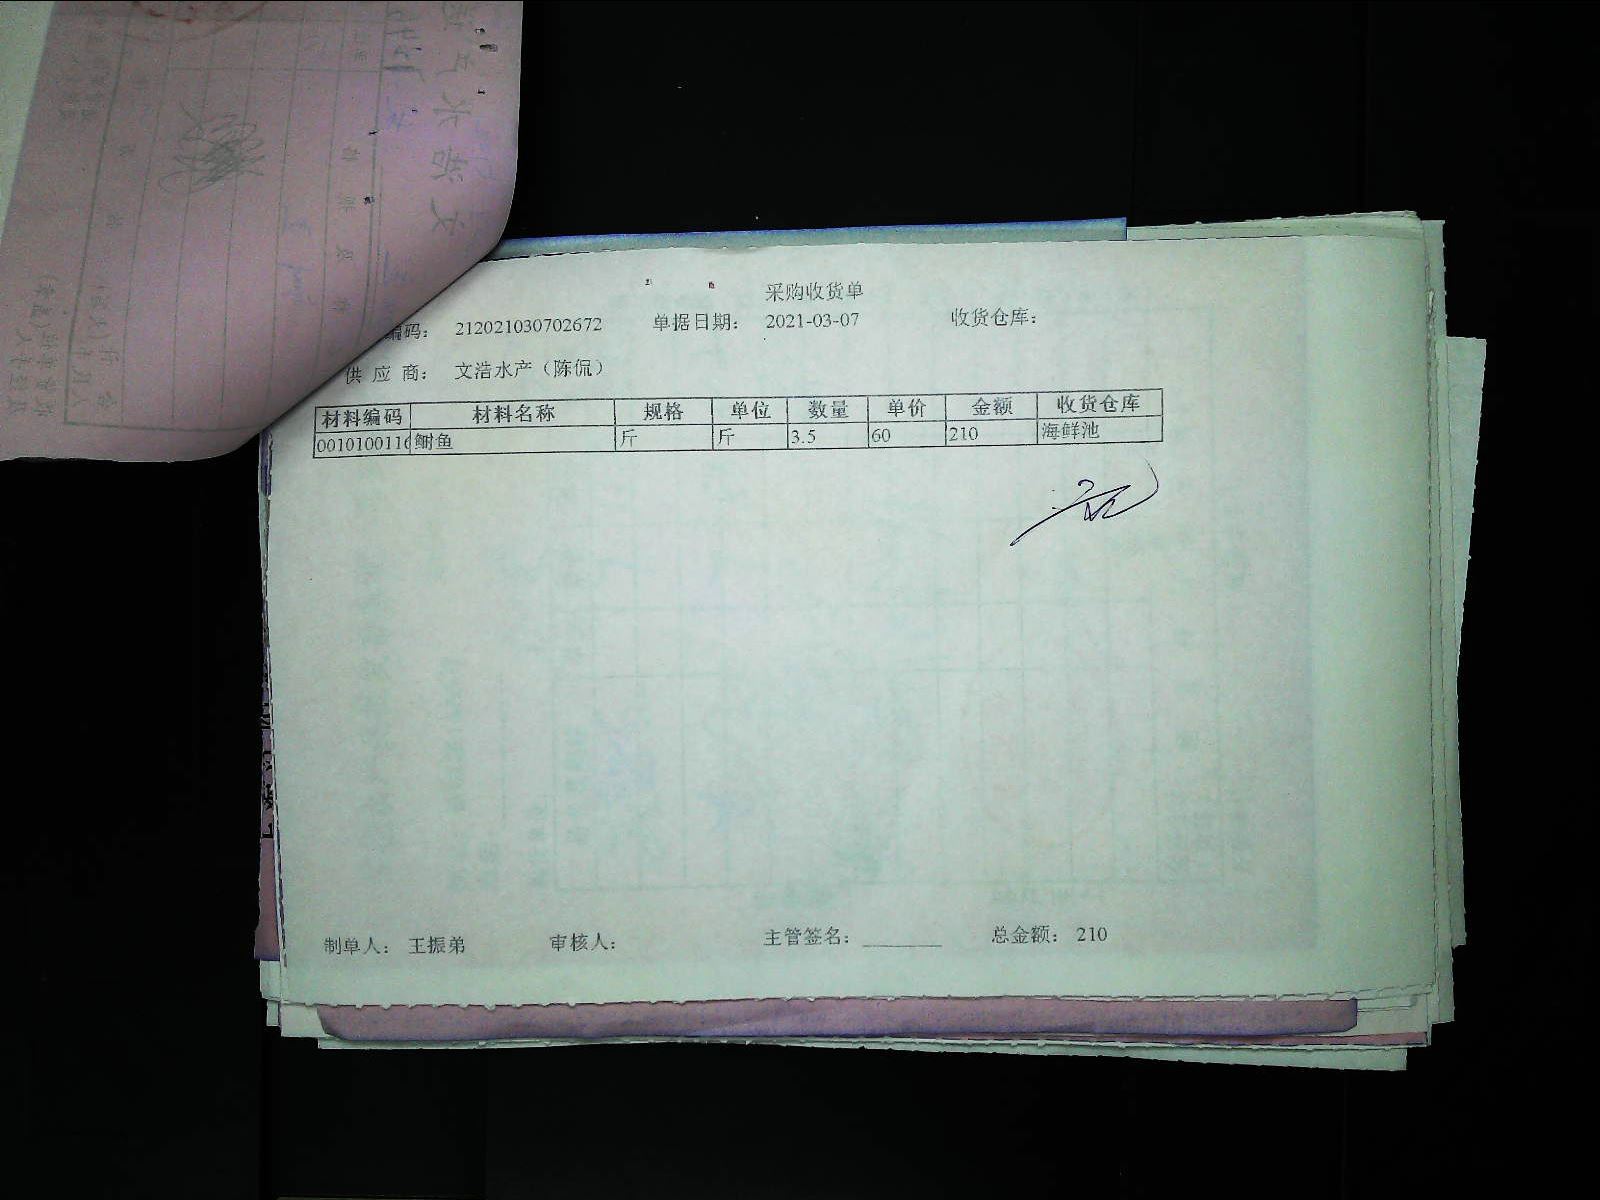 采购收货单
编码： 212021030702672 单据日期： 2021-03-07 收货仓库：
供应商： 文浩水产（陈侃）
材料编码 材料名称 规格 单位 数量 单价 金额 收货仓库
0010100116 鲥鱼 斤 斤 3.5 60 210 海鲜池
制单人： 王振弟 审核人： 主管签名： 总金额： 210